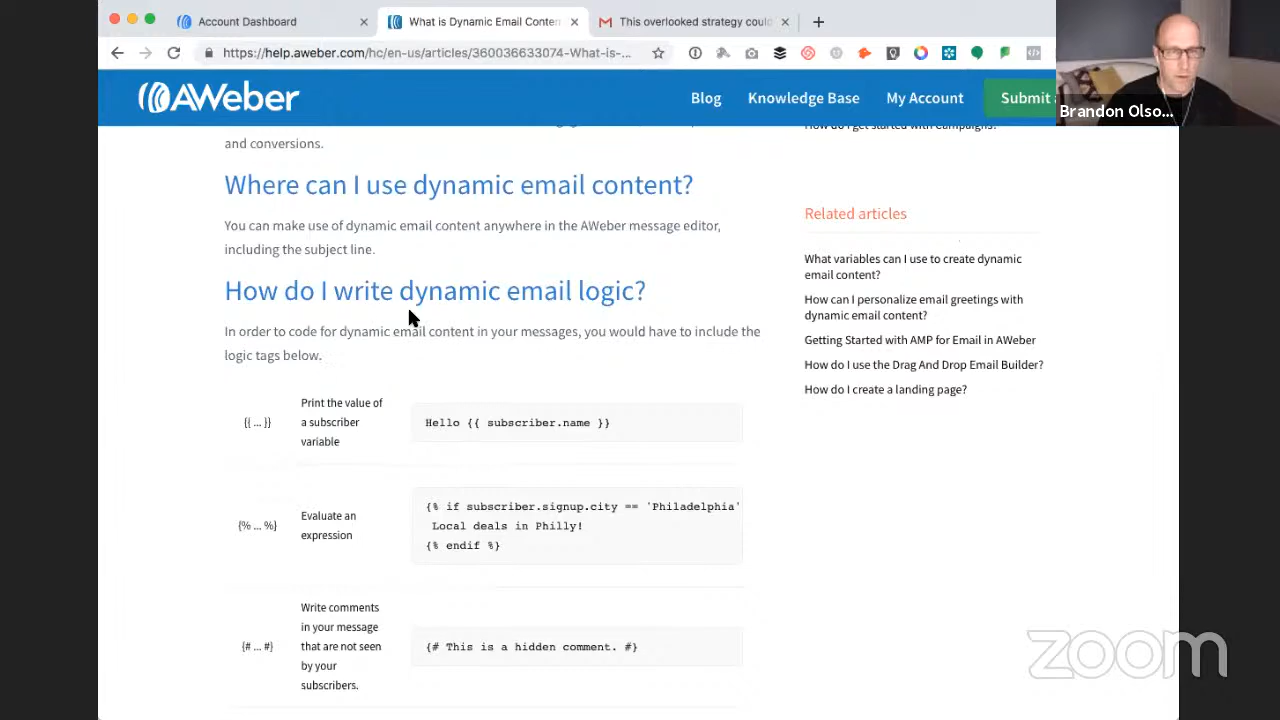 Account Dashboard
What is Dynamic Email Conten
This overlooked strategy could
https://help.aweber.com/hc/en-us/articles/360036633074-What-is-...
AWeber
Blog
Knowledge Base
My Account
Submit a
Brandon Olso...
and conversions.
How do I get started with Campaigns?
Where can I use dynamic email content?
You can make use of dynamic email content anywhere in the AWeber message editor,
including the subject line.
How do I write dynamic email logic?
In order to code for dynamic email content in your messages, you would have to include the
logic tags below.
{{ ... }}
Print the value of
a subscriber
variable
Hello {{ subscriber.name }}
{% ... %}
Evaluate an
expression
{% if subscriber.signup.city == 'Philadelphia'
Local deals in Philly!
{% endif %}
{# ... #}
Write comments
in your message
that are not seen
by your
subscribers.
{# This is a hidden comment. #}
Related articles
What variables can I use to create dynamic
email content?
How can I personalize email greetings with
dynamic email content?
Getting Started with AMP for Email in AWeber
How do I use the Drag And Drop Email Builder?
How do I create a landing page?
zoom